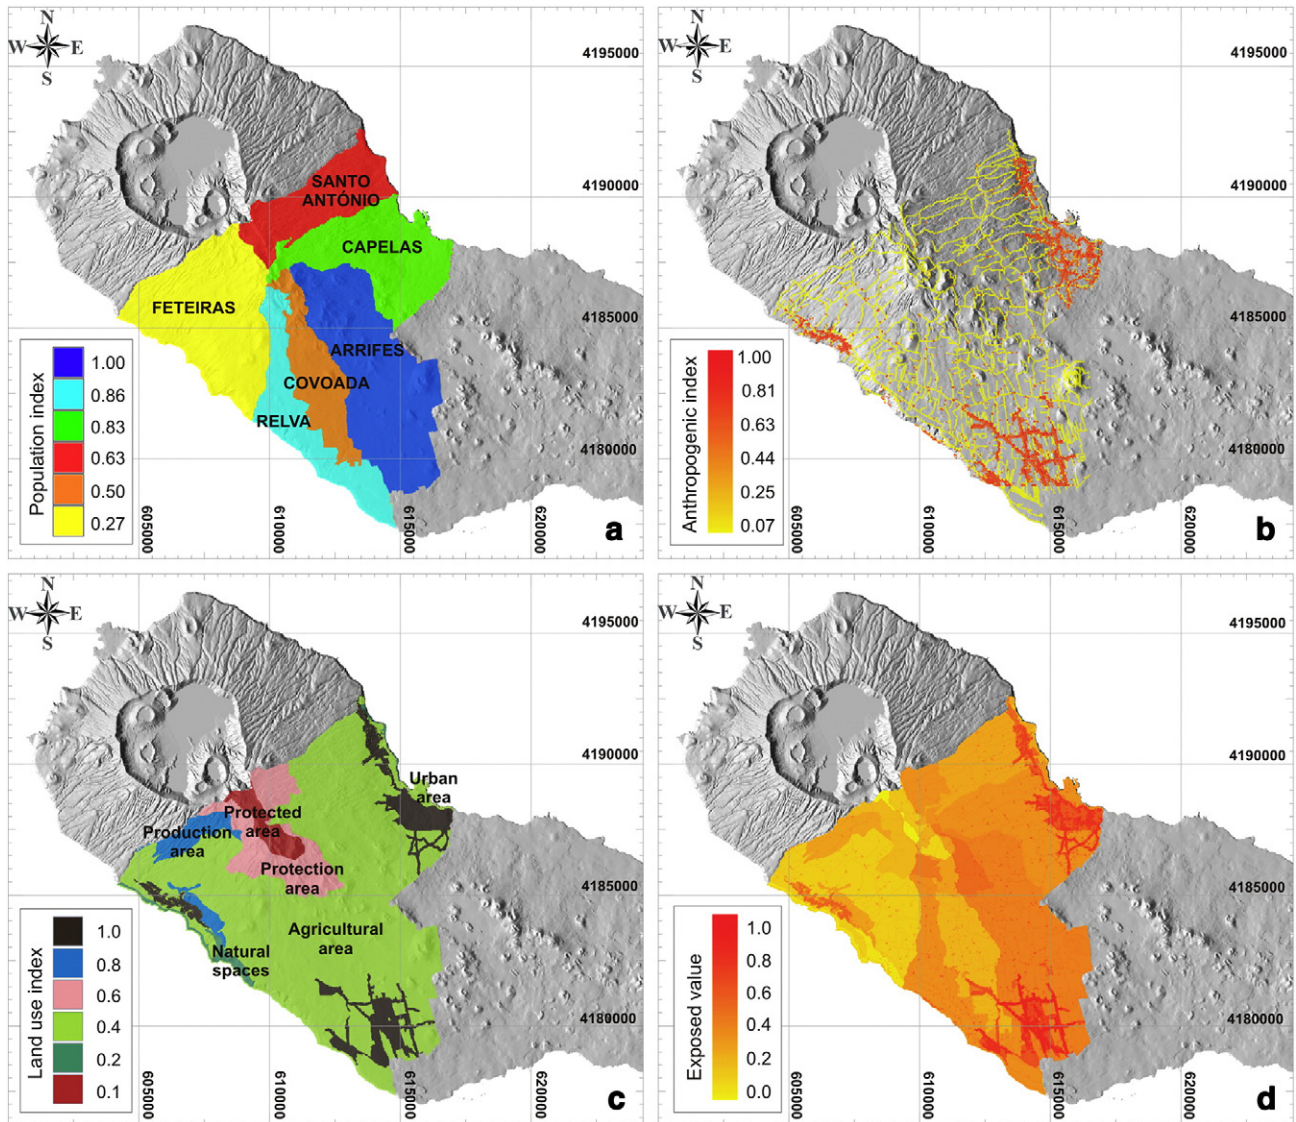 N
W E
S
4195000
4190000
4185000
4180000
605000
610000
615000
620000
SANTO
ANTÓNIO
CAPELAS
FETEIRAS
ARRIFES
COVOADA
RELVA
Population index
1.00
0.86
0.83
0.63
0.50
0.27
a
N
W E
S
4195000
4190000
4185000
4180000
605000
610000
615000
620000
Anthropogenic index
1.00
0.81
0.63
0.44
0.25
0.07
b
N
W E
S
4195000
4190000
4185000
4180000
605000
610000
615000
620000
Urban
area
Protected
area
Production
area
Protection
area
Agricultural
area
Natural
spaces
Land use index
1.0
0.8
0.6
0.4
0.2
0.1
c
N
W E
S
4195000
4190000
4185000
4180000
605000
610000
615000
620000
Exposed value
1.0
0.8
0.6
0.4
0.2
0.0
d